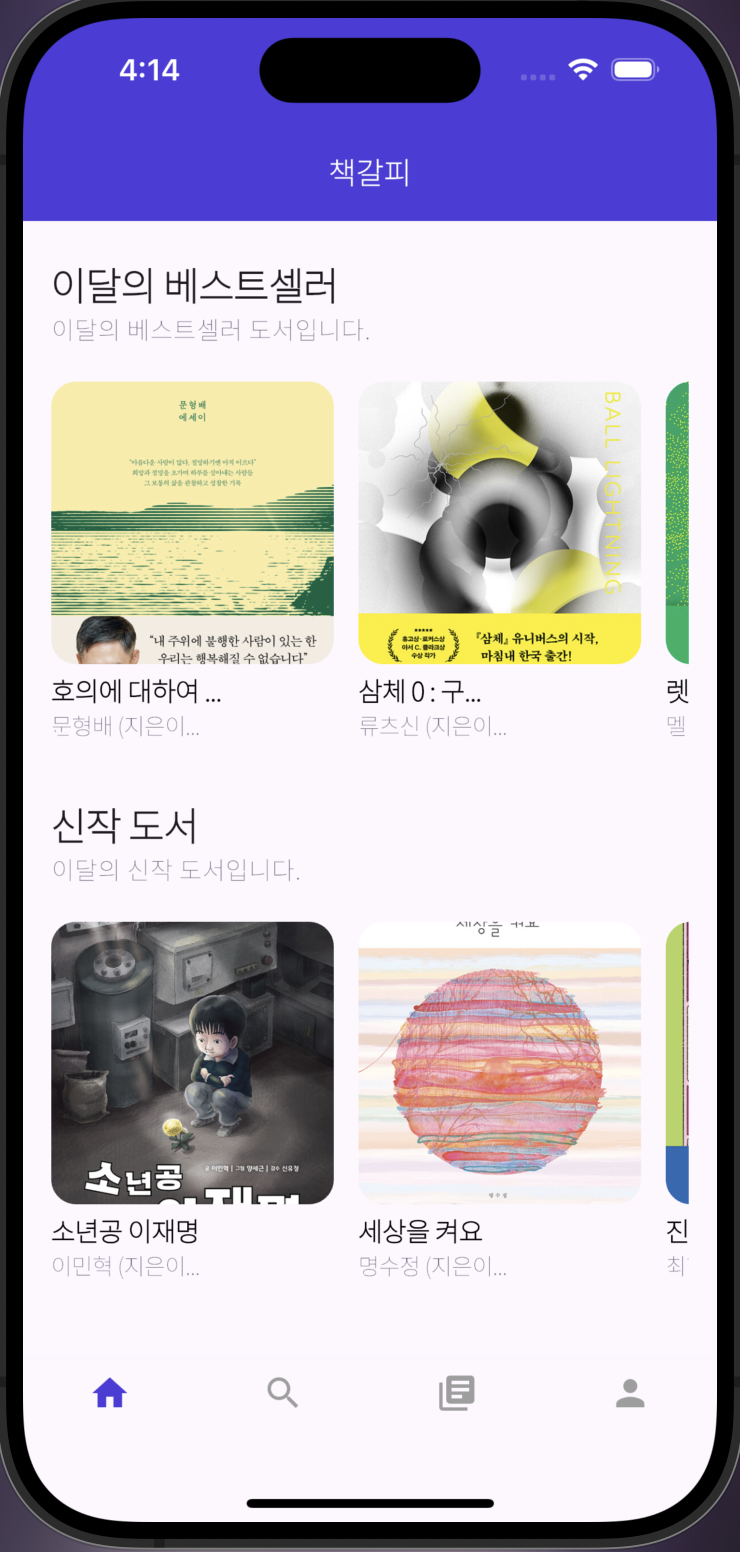 4:14
책갈피
이달의 베스트셀러
이달의 베스트셀러 도서입니다.
문형배
에세이
“아름다운 사람이 없다. 절망하기엔 아직 이르다”
희망과 절망을 오가며 하루를 살아내는 사람들
그 보통의 삶을 관찰하고 성찰한 기록
“내 주위에 불행한 사람이 있는 한
우리는 행복해질 수 없습니다”
BALL LIGHTNING
휴고상·로커스상
아서 C. 클라크상
수상 작가
『삼체』 유니버스의 시작,
마침내 한국 출간!
호의에 대하여 ...
문형배 (지은이...
삼체 0 : 구...
류츠신 (지은이...
렛
멜
신작 도서
이달의 신작 도서입니다.
소년공
글 이민혁 | 그림 양세근 | 감수 신유정
이재명
세상을 켜요
명수정
소년공 이재명
이민혁 (지은이...
세상을 켜요
명수정 (지은이...
진
최